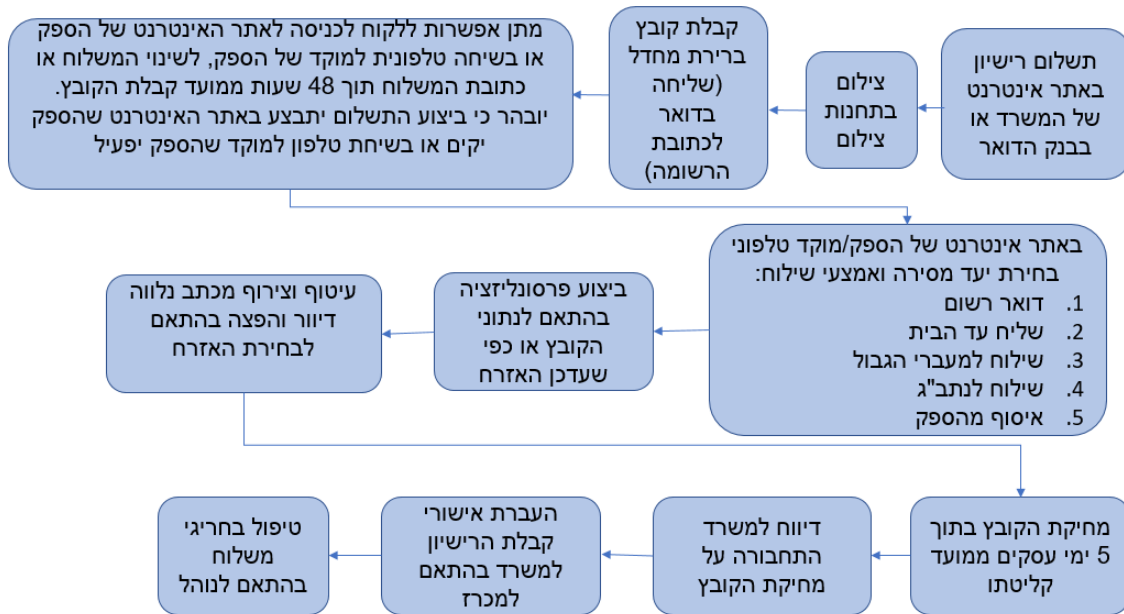 תשלום רישיון
באתר אינטרנט
של המשרד או
בבנק הדואר
צילום
בתחנות
צילום
קבלת קובץ
ברירת מחדל
(שליחה
בדואר
לכתובת
הרשומה)
מתן אפשרות ללקוח לכניסה לאתר האינטרנט של הספק
או בשיחה טלפונית למוקד של הספק, לשינוי המשלוח או
כתובת המשלוח תוך 48 שעות ממועד קבלת הקובץ.
יובהר כי ביצוע התשלום יתבצע באתר האינטרנט שהספק
יקים או בשיחת טלפון למוקד שהספק יפעיל
באתר אינטרנט של הספק/מוקד טלפוני
בחירת יעד מסירה ואמצעי שילוח:
1. דואר רשום
2. שליח עד הבית
3. שילוח למעברי הגבול
4. שילוח לנתב"ג
5. איסוף מהספק
ביצוע פרסונליזציה
בהתאם לנתוני
הקובץ או כפי
שעדכן האזרח
עיטוף וצירוף מכתב נלווה
דיוור והפצה בהתאם
לבחירת האזרח
מחיקת הקובץ בתוך
5 ימי עסקים ממועד
קליטתו
דיווח למשרד
התחבורה על
מחיקת הקובץ
העברת אישורי
קבלת הרישיון
למשרד בהתאם
למכרז
טיפול בחריגי
משלוח
בהתאם לנוהל